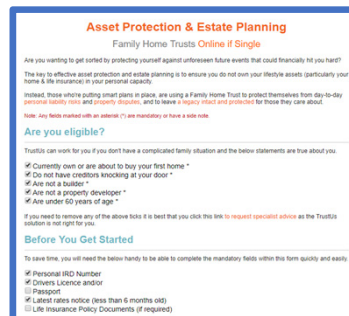 Asset Protection & Estate Planning
Family Home Trusts Online if Single
Are you wanting to get sorted by protecting yourself against unforeseen future events that could financially hit you hard?
The key to effective asset protection and estate planning is to ensure you do not own your lifestyle assets (particularly your
home & life insurance) in your personal capacity.
Instead, those who're putting smart plans in place, are using a Family Home Trust to protect themselves from day-to-day
personal liability risks and property disputes, and to leave a legacy intact and protected for those they care about.
Note: Any fields marked with an asterisk (*) are mandatory or have a side note.
Are you eligible?
TrustUs can work for you if you don't have a complicated family situation and the below statements are true about you.
Currently own or are about to buy your first home *
Do not have creditors knocking at your door *
Are not a builder *
Are not a property developer *
Are under 60 years of age *
If you need to remove any of the above ticks it is best that you click this link to request specialist advice as the TrustUs
solution is not right for you.
Before You Get Started
To save time, you will need the below handy to be able to complete the mandatory fields within this form quickly and easily.
Personal IRD Number
Drivers Licence and/or
Passport
Latest rates notice (less than 6 months old)
Life Insurance Policy Documents (if required)